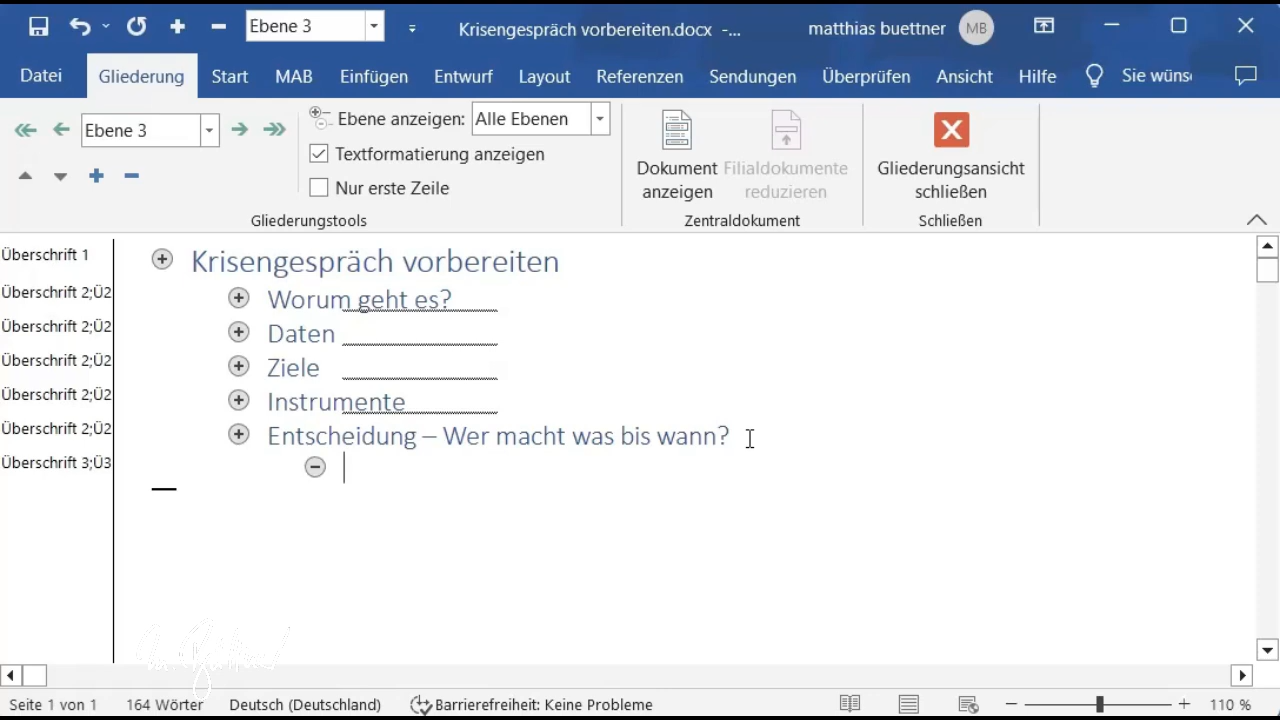 Ebene 3
Krisengespräch vorbereiten.docx -...
matthias buettner
MB
Datei
Gliederung
Start
MAB
Einfügen
Entwurf
Layout
Referenzen
Sendungen
Überprüfen
Ansicht
Hilfe
Sie wüns
Ebene 3
Ebene anzeigen:
Alle Ebenen
Textformatierung anzeigen
Nur erste Zeile
Gliederungstools
Dokument
anzeigen
Filialdokumente
reduzieren
Zentraldokument
Gliederungsansicht
schließen
Schließen
Überschrift 1
Krisengespräch vorbereiten
Überschrift 2;Ü2
Worum geht es?
Überschrift 2;Ü2
Daten
Überschrift 2;Ü2
Ziele
Überschrift 2;Ü2
Instrumente
Überschrift 2;Ü2
Entscheidung – Wer macht was bis wann?
Überschrift 3;Ü3
Seite 1 von 1
164 Wörter
Deutsch (Deutschland)
Barrierefreiheit: Keine Probleme
110 %